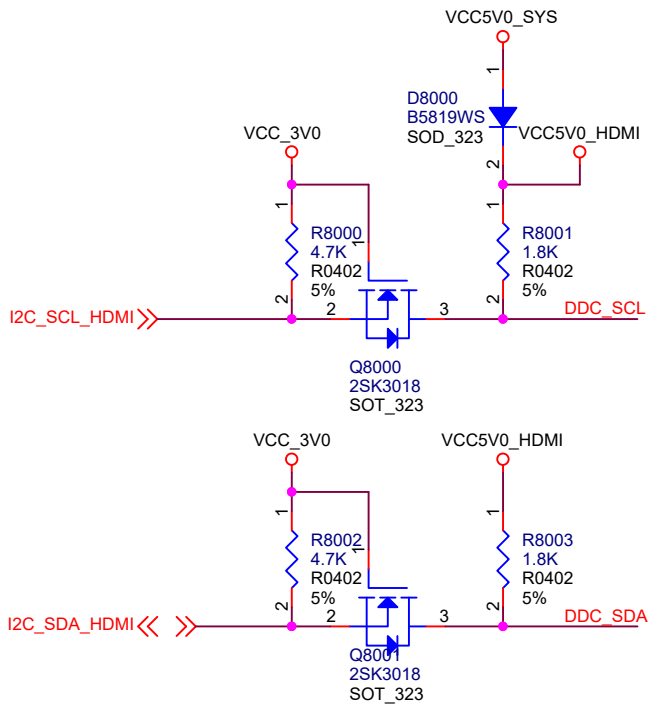 VCC5V0_SYS
1
D8000
B5819WS
SOD_323
2
VCC_3V0
VCC5V0_HDMI
1
R8000
4.7K
R0402
5%
2
1
1
R8001
1.8K
R0402
5%
2
I2C_SCL_HDMI
2
3
DDC_SCL
Q8000
2SK3018
SOT_323
VCC_3V0
VCC5V0_HDMI
1
R8002
4.7K
R0402
5%
2
1
1
R8003
1.8K
R0402
5%
2
I2C_SDA_HDMI
2
3
DDC_SDA
Q8001
2SK3018
SOT_323